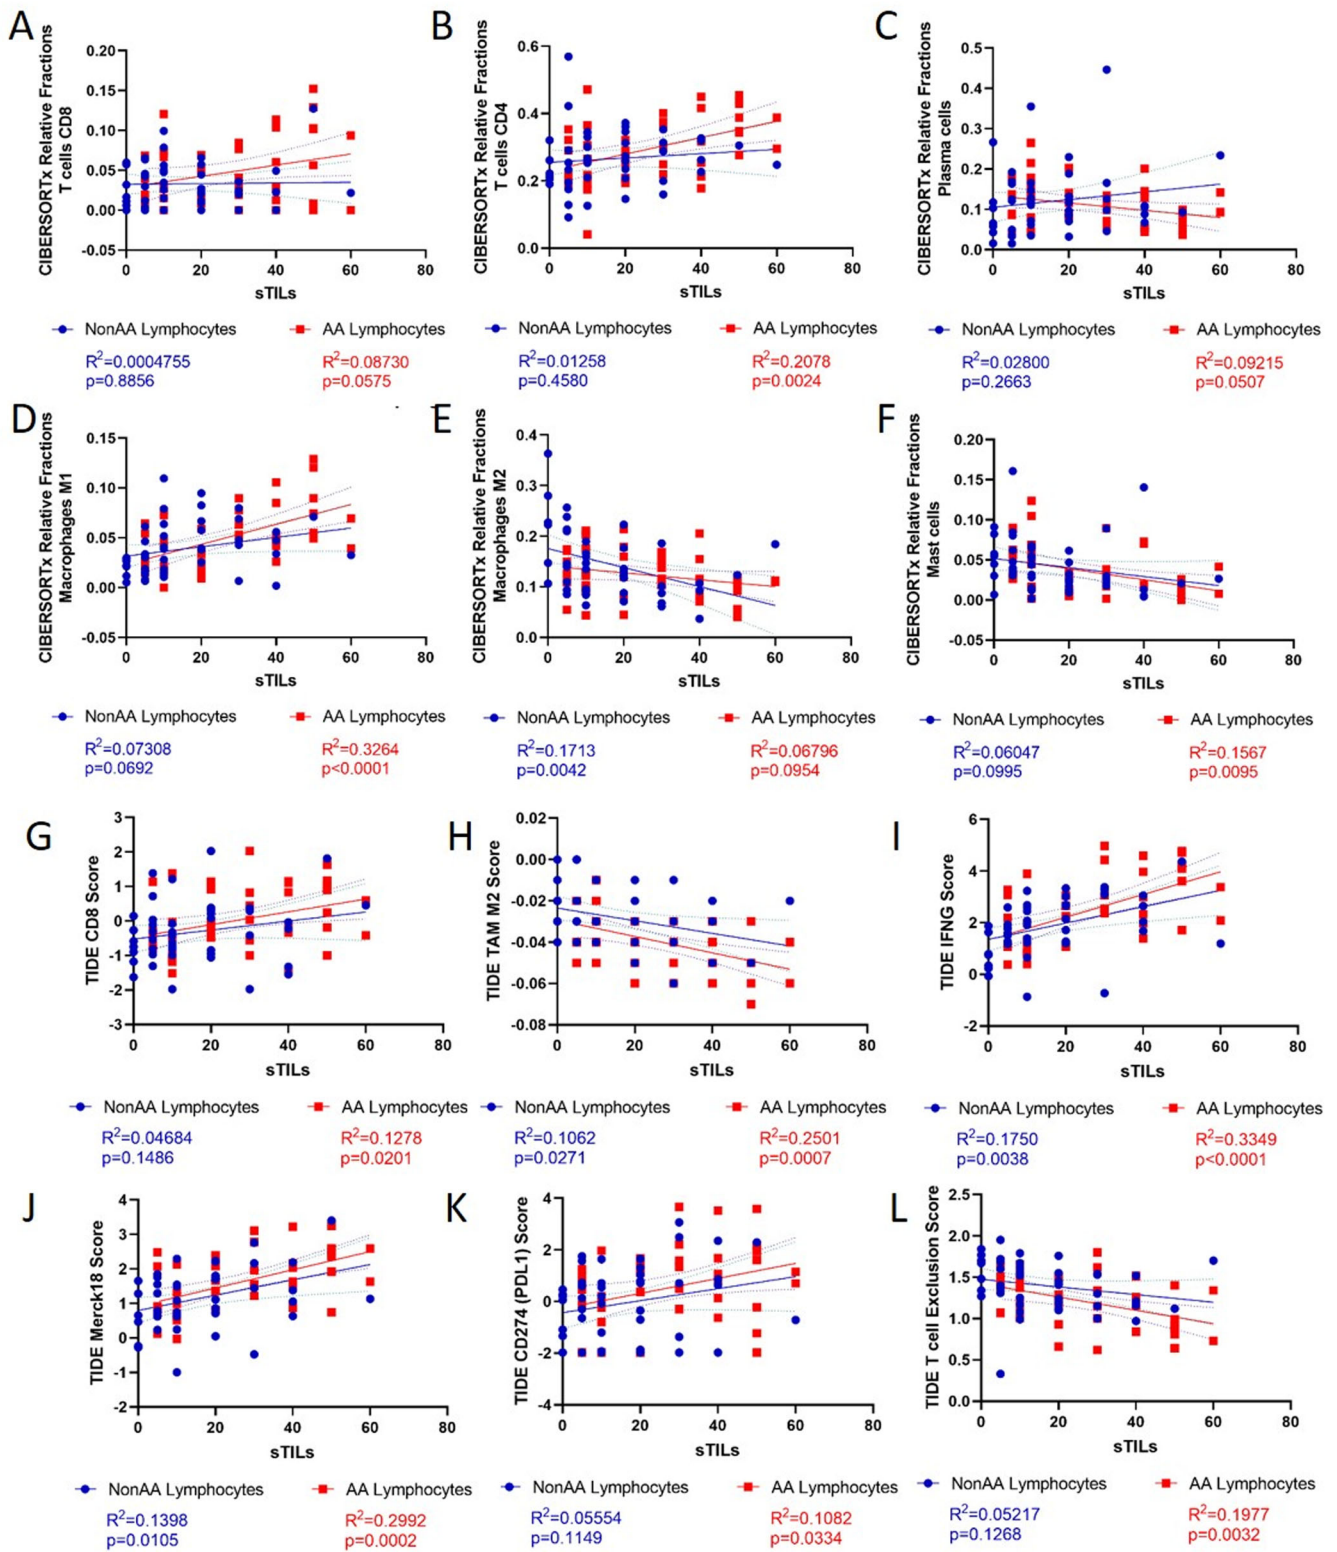 A
CIBERSORTx Relative Fractions
T cells CD8
0.20
0.15
0.10
0.05
0.00
-0.05
0 20 40 60 80
sTILs
NonAA Lymphocytes AA Lymphocytes
R²=0.0004755 R²=0.08730
p=0.8856 p=0.0575
B
CIBERSORTx Relative Fractions
T cells CD4
0.6
0.4
0.2
0.0
0 20 40 60 80
sTILs
NonAA Lymphocytes AA Lymphocytes
R²=0.01258 R²=0.2078
p=0.4580 p=0.0024
C
CIBERSORTx Relative Fractions
Plasma cells
0.5
0.4
0.3
0.2
0.1
0.0
0 20 40 60 80
sTILs
NonAA Lymphocytes AA Lymphocytes
R²=0.02800 R²=0.09215
p=0.2663 p=0.0507
D
CIBERSORTx Relative Fractions
Macrophages M1
0.15
0.10
0.05
0.00
-0.05
0 20 40 60 80
sTILs
NonAA Lymphocytes AA Lymphocytes
R²=0.07308 R²=0.3264
p=0.0692 p<0.0001
E
CIBERSORTx Relative Fractions
Macrophages M2
0.4
0.3
0.2
0.1
0.0
0 20 40 60 80
sTILs
NonAA Lymphocytes AA Lymphocytes
R²=0.1713 R²=0.06796
p=0.0042 p=0.0954
F
CIBERSORTx Relative Fractions
Mast cells
0.20
0.15
0.10
0.05
0.00
-0.05
0 20 40 60 80
sTILs
NonAA Lymphocytes AA Lymphocytes
R²=0.06047 R²=0.1567
p=0.0995 p=0.0095
G
TIDE CD8 Score
3
2
1
0
-1
-2
-3
0 20 40 60 80
sTILs
NonAA Lymphocytes AA Lymphocytes
R²=0.04684 R²=0.1278
p=0.1486 p=0.0201
H
TIDE TAM M2 Score
0.02
0.00
-0.02
-0.04
-0.06
-0.08
0 20 40 60 80
sTILs
NonAA Lymphocytes AA Lymphocytes
R²=0.1062 R²=0.2501
p=0.0271 p=0.0007
I
TIDE IFNG Score
6
4
2
0
-2
0 20 40 60 80
sTILs
NonAA Lymphocytes AA Lymphocytes
R²=0.1750 R²=0.3349
p=0.0038 p<0.0001
J
TIDE Merck18 Score
4
3
2
1
0
-1
-2
0 20 40 60 80
sTILs
NonAA Lymphocytes AA Lymphocytes
R²=0.1398 R²=0.2992
p=0.0105 p=0.0002
K
TIDE CD274 (PDL1) Score
4
2
0
-2
-4
0 20 40 60 80
sTILs
NonAA Lymphocytes AA Lymphocytes
R²=0.05554 R²=0.1082
p=0.1149 p=0.0334
L
TIDE T cell Exclusion Score
2.5
2.0
1.5
1.0
0.5
0.0
0 20 40 60 80
sTILs
NonAA Lymphocytes AA Lymphocytes
R²=0.05217 R²=0.1977
p=0.1268 p=0.0032